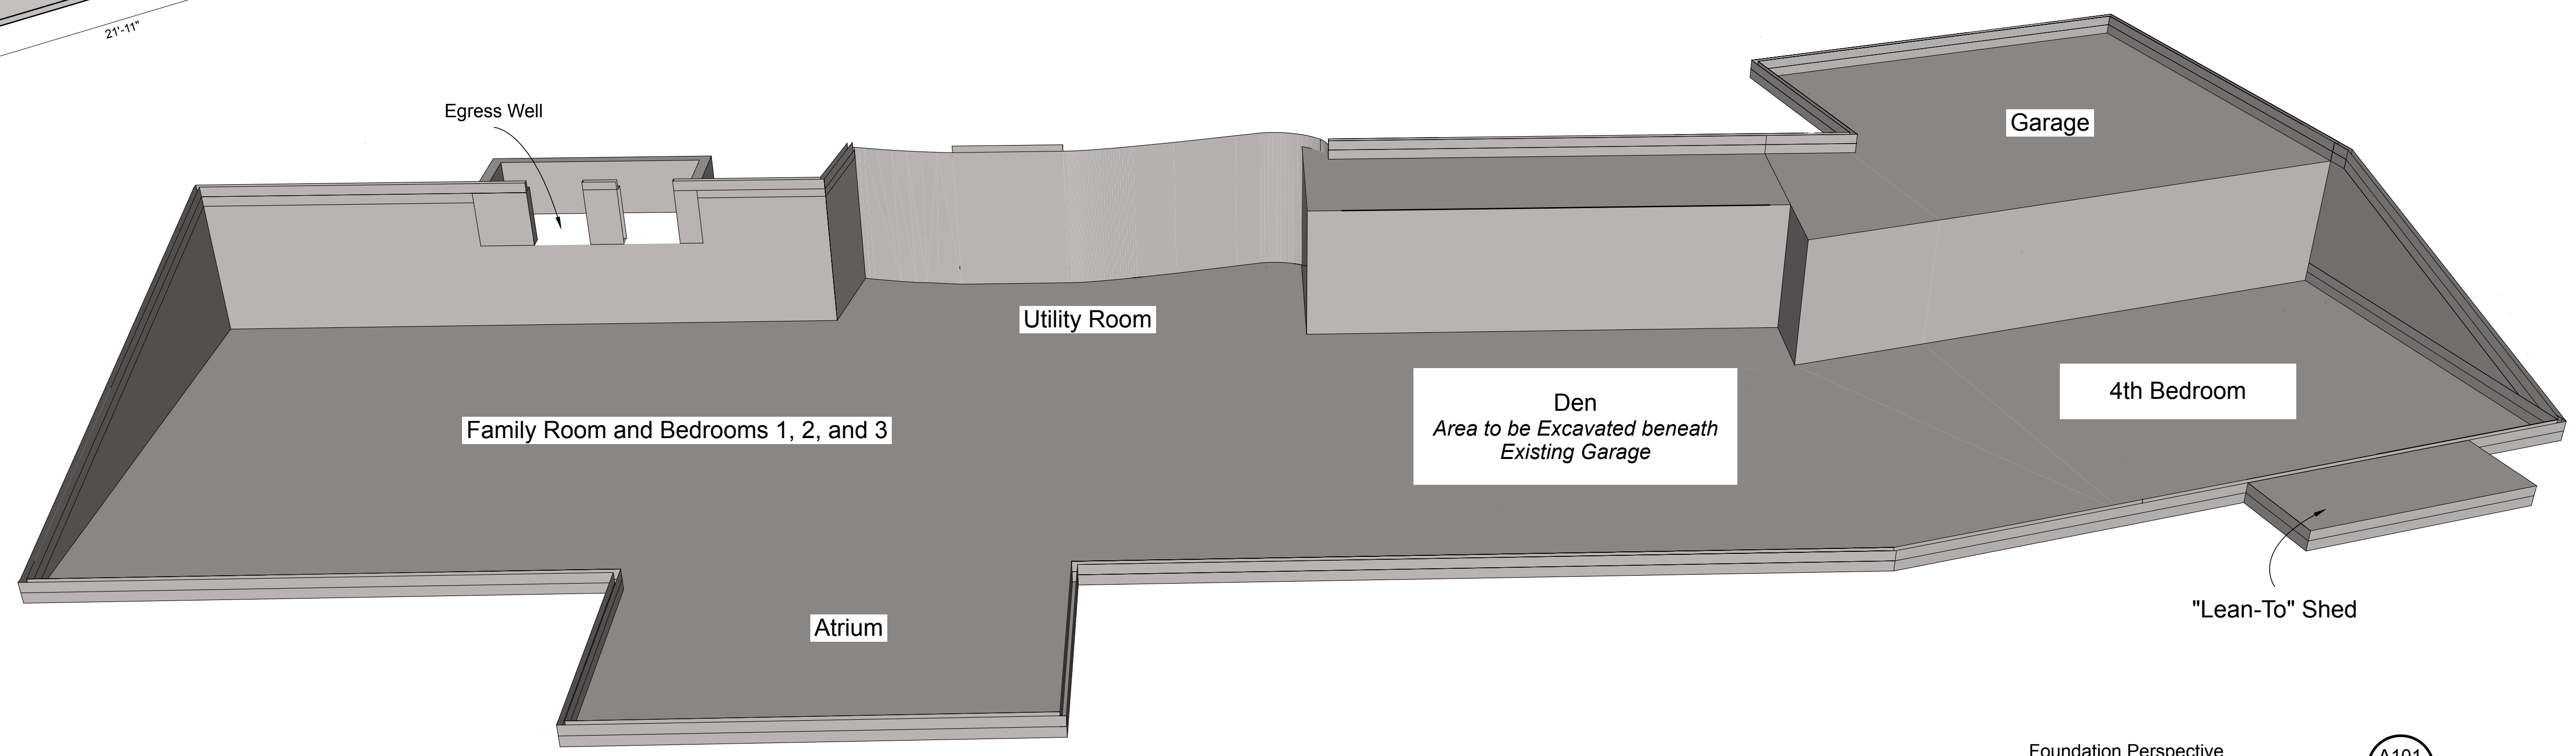 21'-11"
Egress Well
Garage
Utility Room
4th Bedroom
Den
Area to be Excavated beneath
Existing Garage
Family Room and Bedrooms 1, 2, and 3
Atrium
"Lean-To" Shed
Foundation Perspective
A101